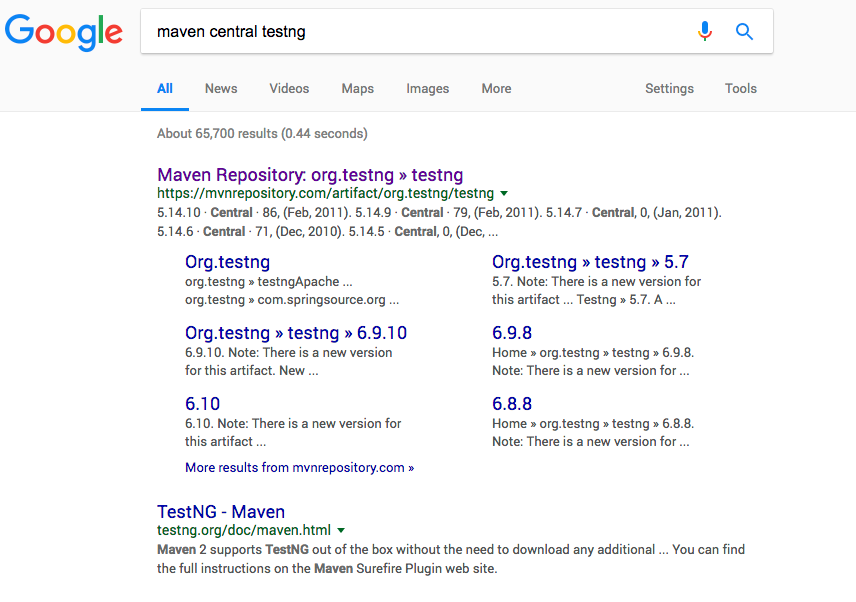 Google
maven central testng
All News Videos Maps Images More Settings Tools
About 65,700 results (0.44 seconds)
Maven Repository: org.testng » testng
https://mvnrepository.com/artifact/org.testng/testng
5.14.10 · Central · 86, (Feb, 2011). 5.14.9 · Central · 79, (Feb, 2011). 5.14.7 · Central, 0, (Jan, 2011).
5.14.6 · Central · 71, (Dec, 2010). 5.14.5 · Central, 0, (Dec, ...
Org.testng
org.testng » testngApache ...
org.testng » com.springsource.org ...
Org.testng » testng » 5.7
5.7. Note: There is a new version for
this artifact ... Testng » 5.7. A ...
Org.testng » testng » 6.9.10
6.9.10. Note: There is a new version
for this artifact. New ...
6.9.8
Home » org.testng » testng » 6.9.8.
Note: There is a new version for ...
6.10
6.10. Note: There is a new version for
this artifact ...
6.8.8
Home » org.testng » testng » 6.8.8.
Note: There is a new version for ...
More results from mvnrepository.com »
TestNG - Maven
testng.org/doc/maven.html
Maven 2 supports TestNG out of the box without the need to download any additional ... You can find
the full instructions on the Maven Surefire Plugin web site.